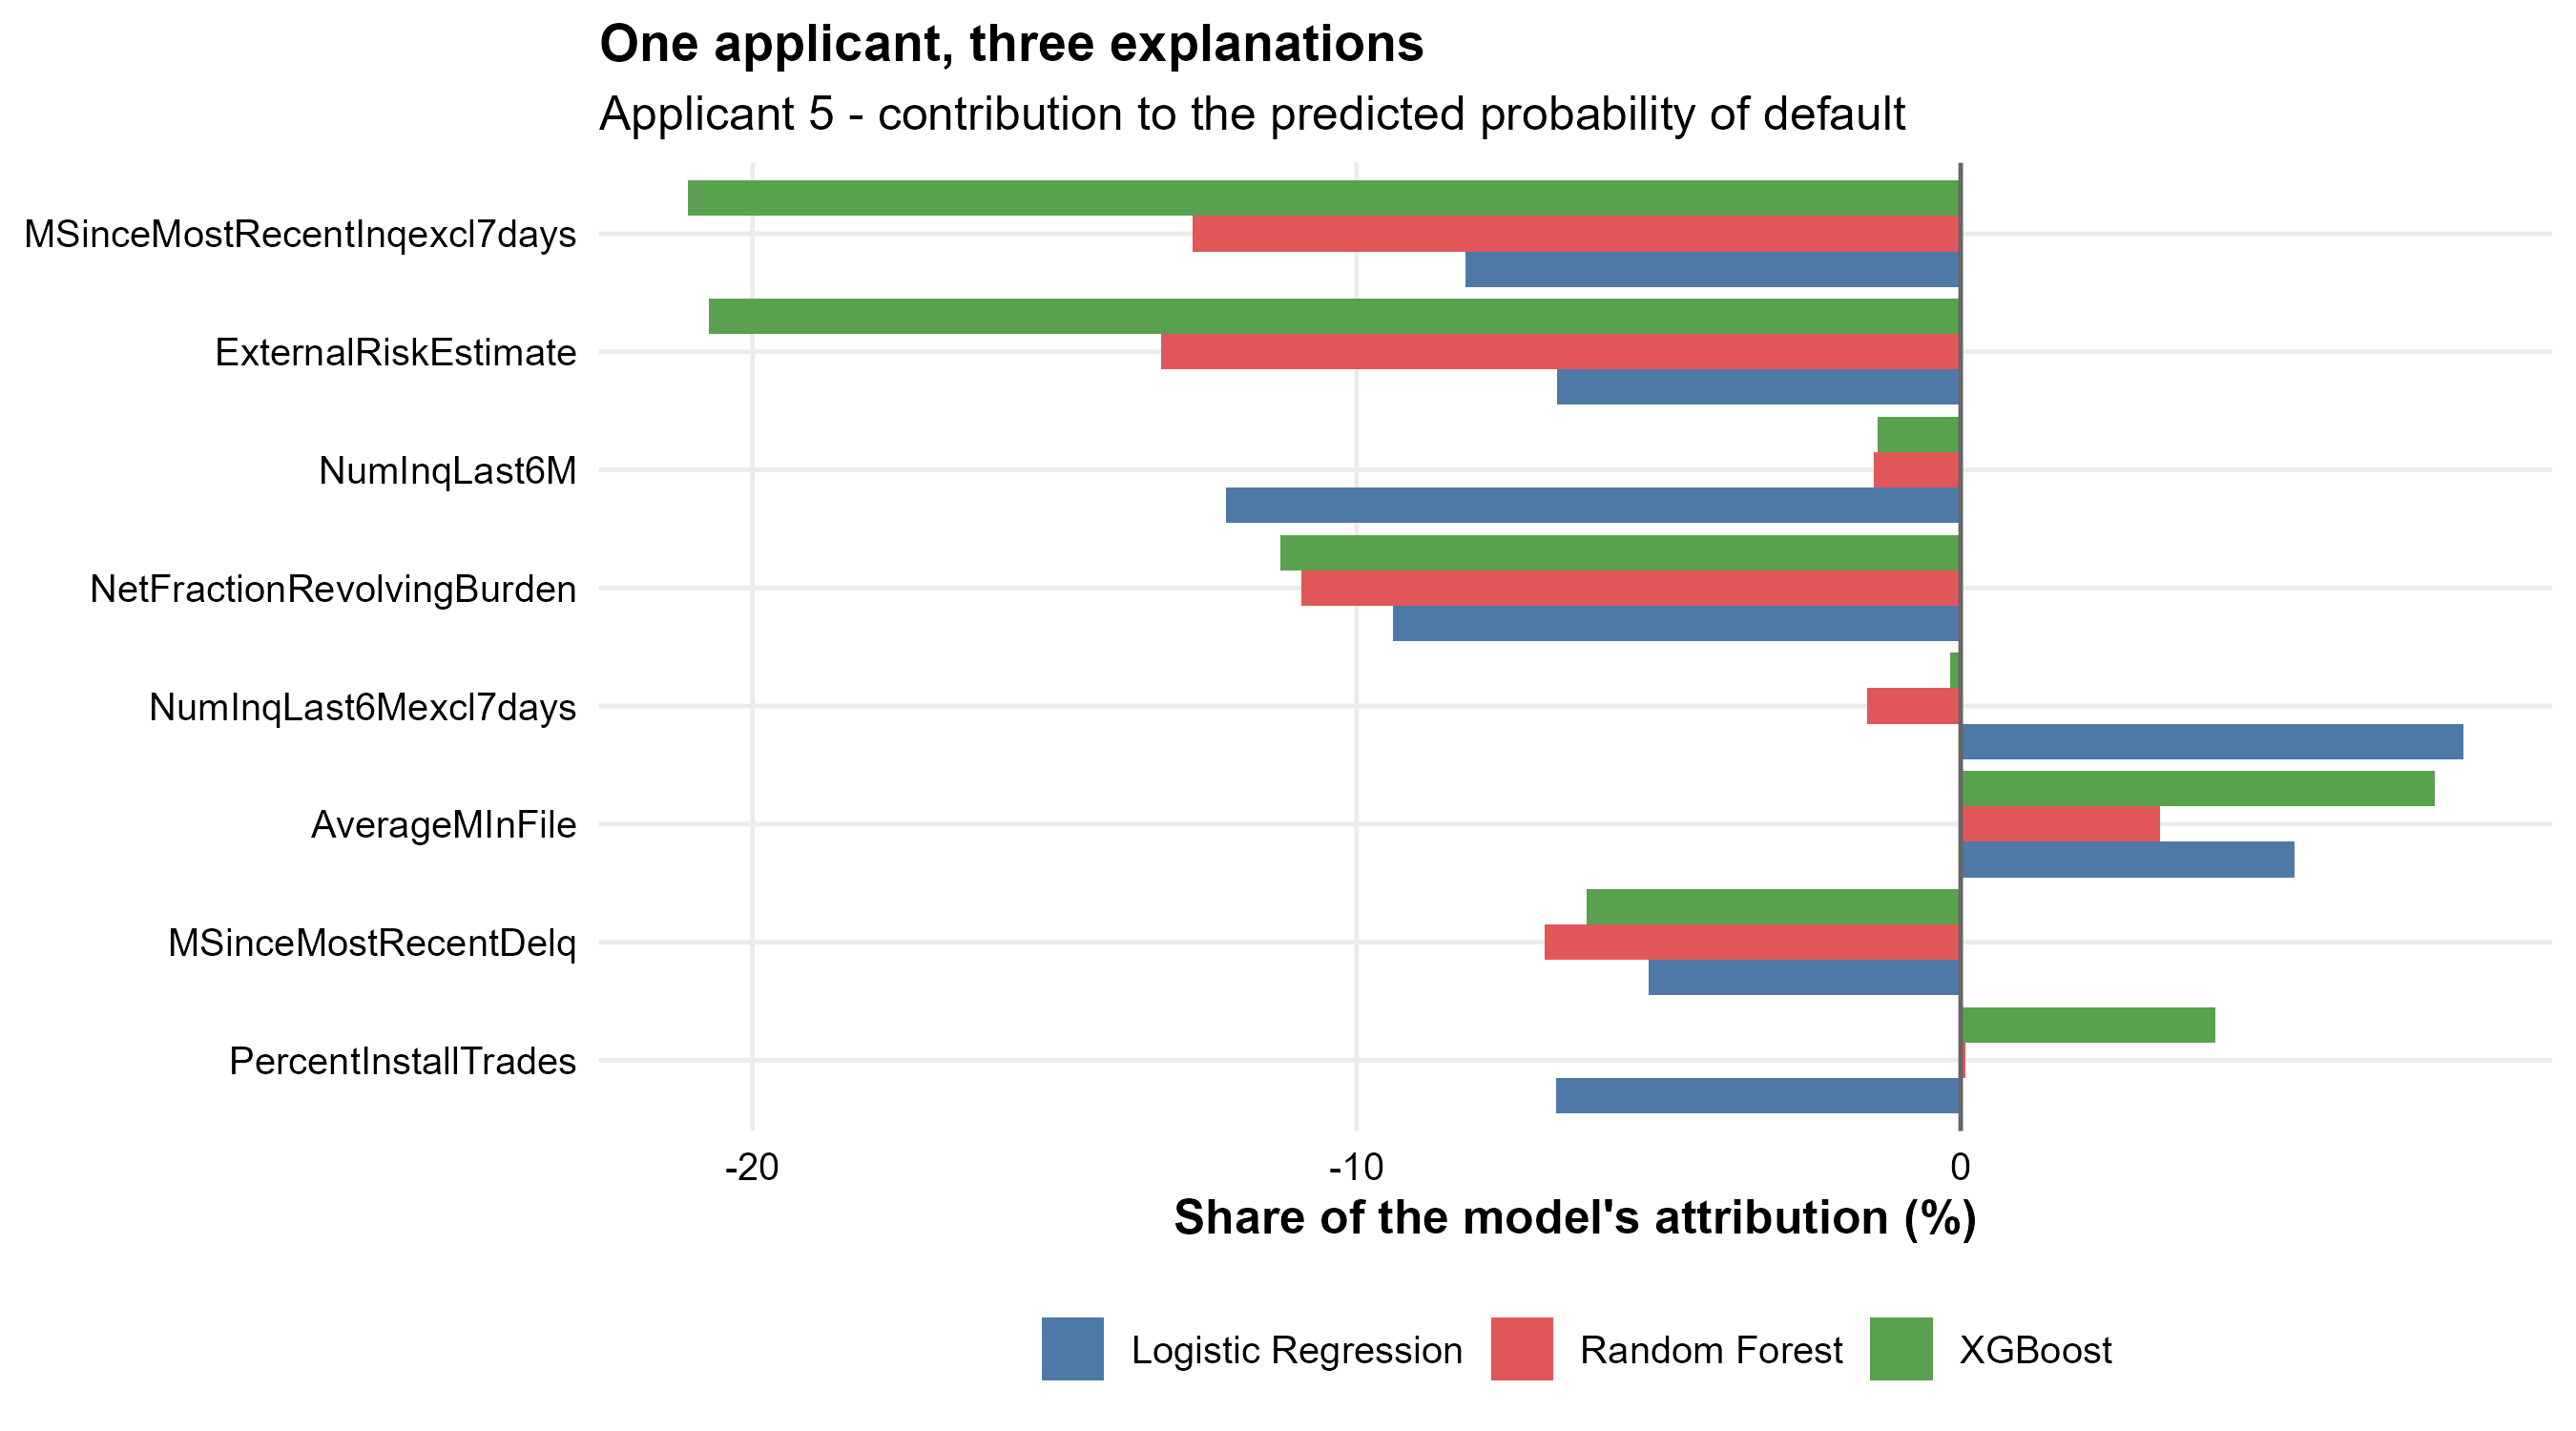 One applicant, three explanations
Applicant 5 - contribution to the predicted probability of default
MSinceMostRecentInqexcl7days
ExternalRiskEstimate
NumInqLast6M
NetFractionRevolvingBurden
NumInqLast6Mexcl7days
AverageMInFile
MSinceMostRecentDelq
PercentInstallTrades
-20 -10 0
Share of the model's attribution (%)
Logistic Regression Random Forest XGBoost